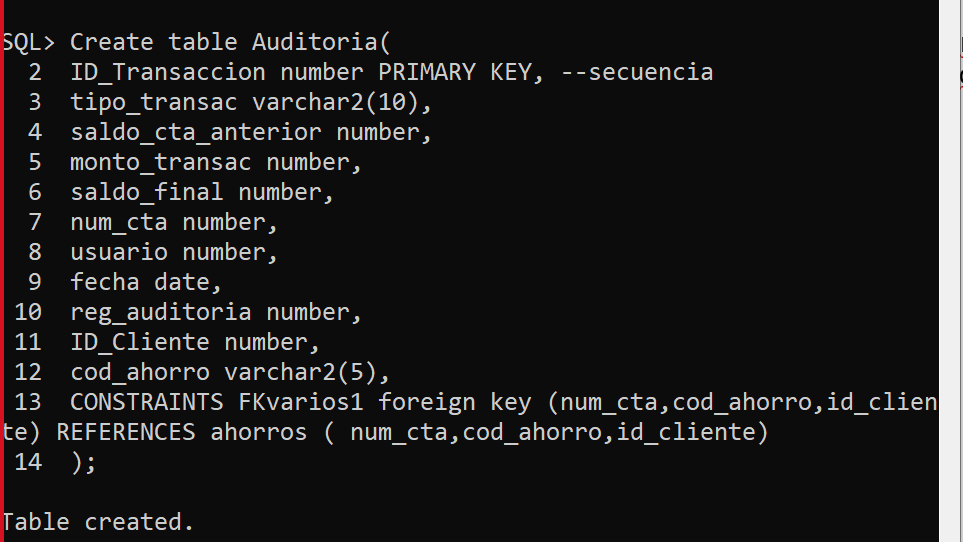 SQL> Create table Auditoria(
2 ID_Transaccion number PRIMARY KEY, --secuencia
3 tipo_transac varchar2(10),
4 saldo_cta_anterior number,
5 monto_transac number,
6 saldo_final number,
7 num_cta number,
8 usuario number,
9 fecha date,
10 reg_auditoria number,
11 ID_Cliente number,
12 cod_ahorro varchar2(5),
13 CONSTRAINTS FKvarios1 foreign key (num_cta,cod_ahorro,id_clien
te) REFERENCES ahorros ( num_cta,cod_ahorro,id_cliente)
14 );
Table created.